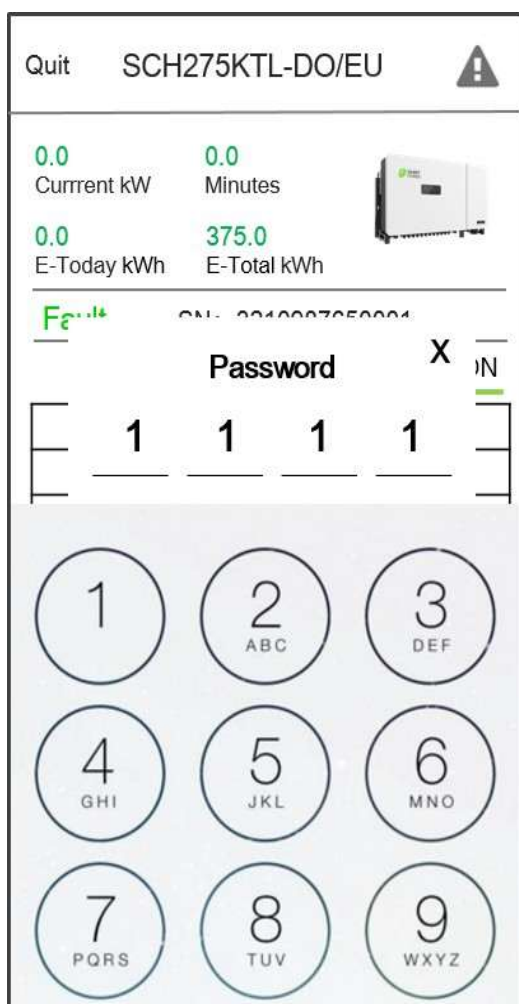 Quit SCH275KTL-DO/EU
0.0 0.0
Currrent kW Minutes
0.0 375.0
E-Today kWh E-Total kWh
Password X
1 1 1 1
1 2 3
ABC DEF
4 5 6
GHI JKL MNO
7 8 9
PQRS TUV WXYZ